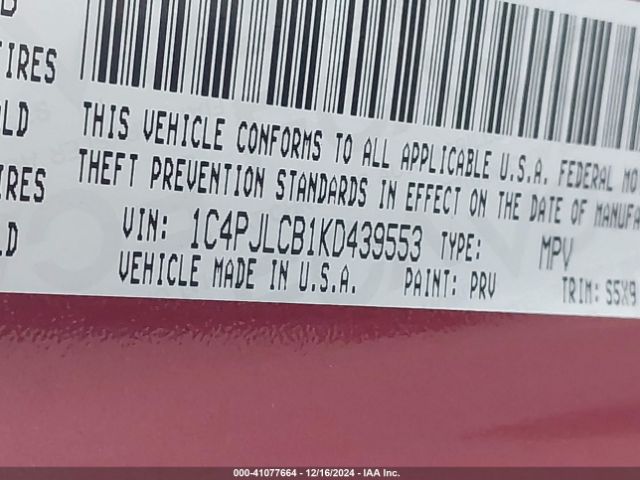 IRES
LD
RES
THIS VEHICLE CONFORMS TO ALL APPLICABLE U.S.A. FEDERAL MO
THEFT PREVENTION STANDARDS IN EFFECT ON THE DATE OF MANUFA
VIN: 1C4PJLCB1KD439553 TYPE: MPV
VEHICLE MADE IN U.S.A. PAINT: PRV TRIM: S5X9
000-41077664 - 12/16/2024 - IAA Inc.